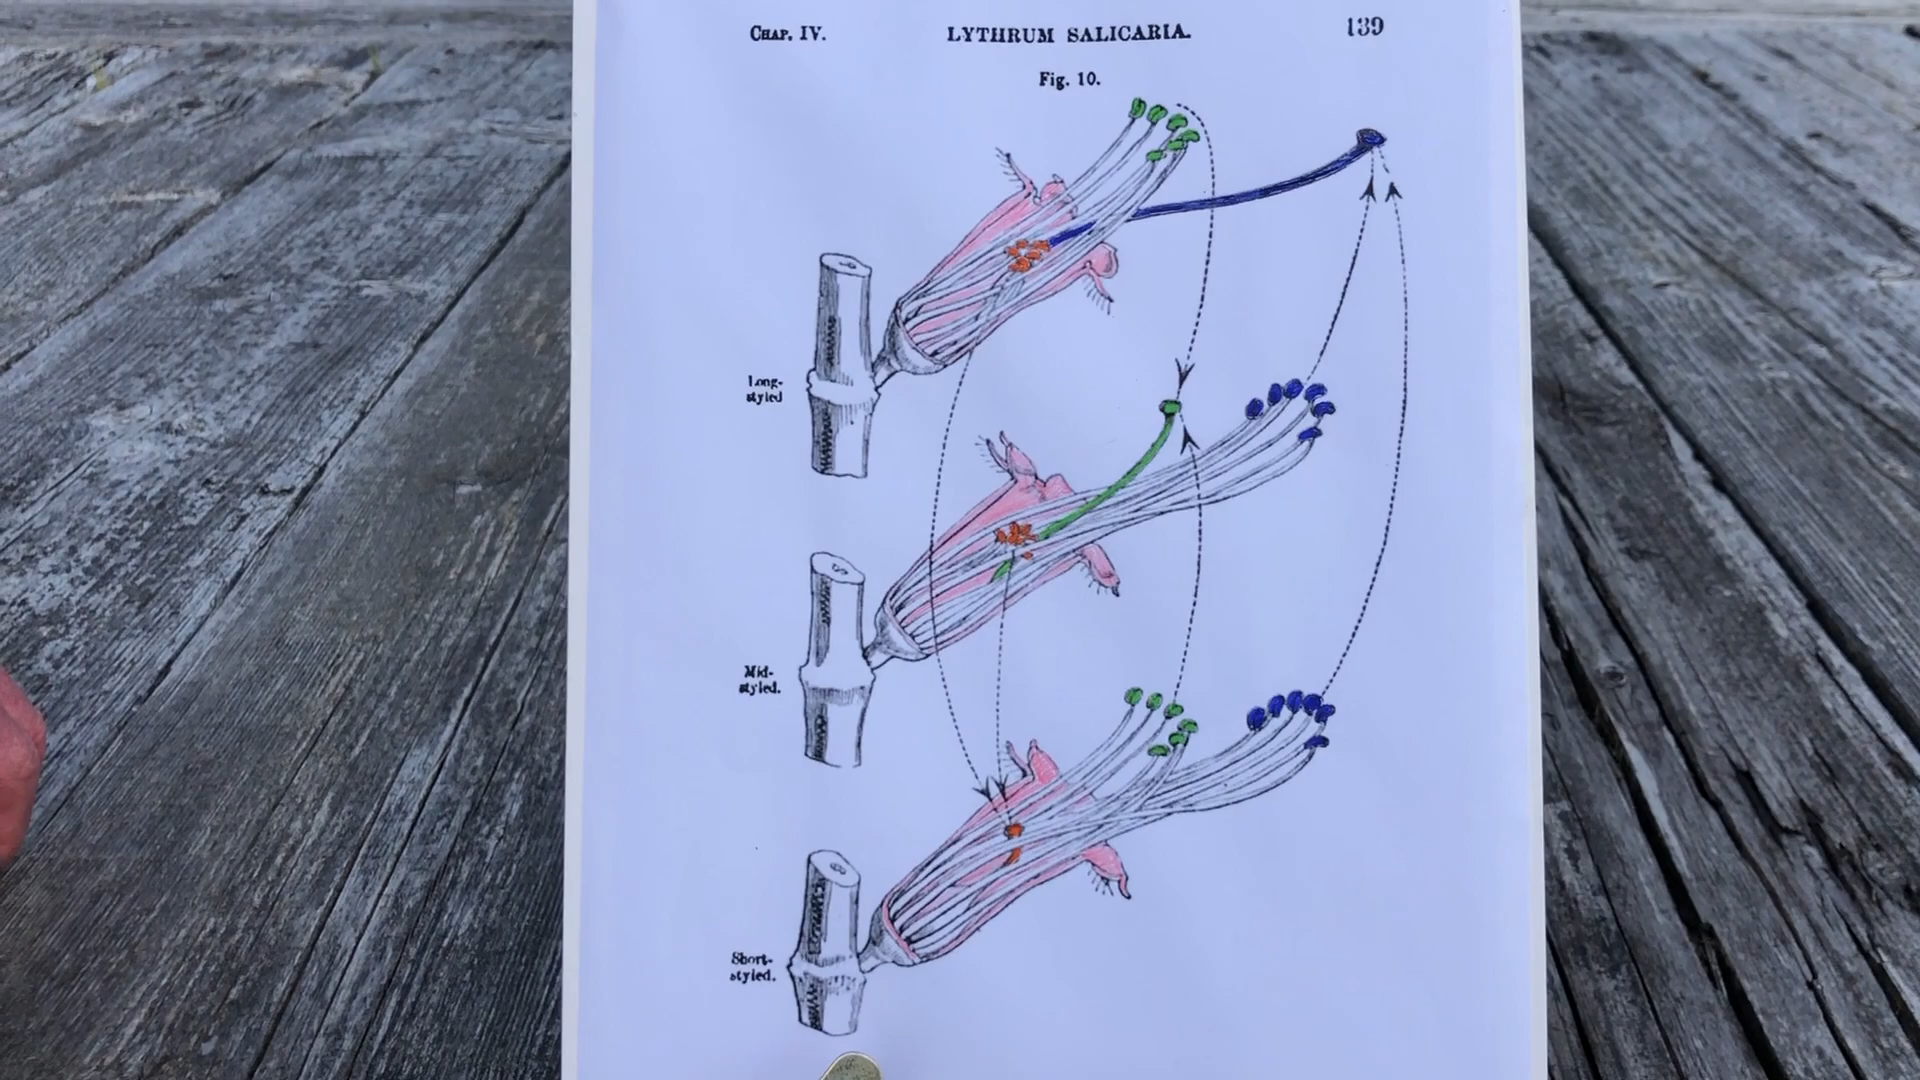 CHAP. IV.
LYTHRUM SALICARIA.
139
Fig. 10.
Long-
styled
Mid-
styled.
Short-
styled.